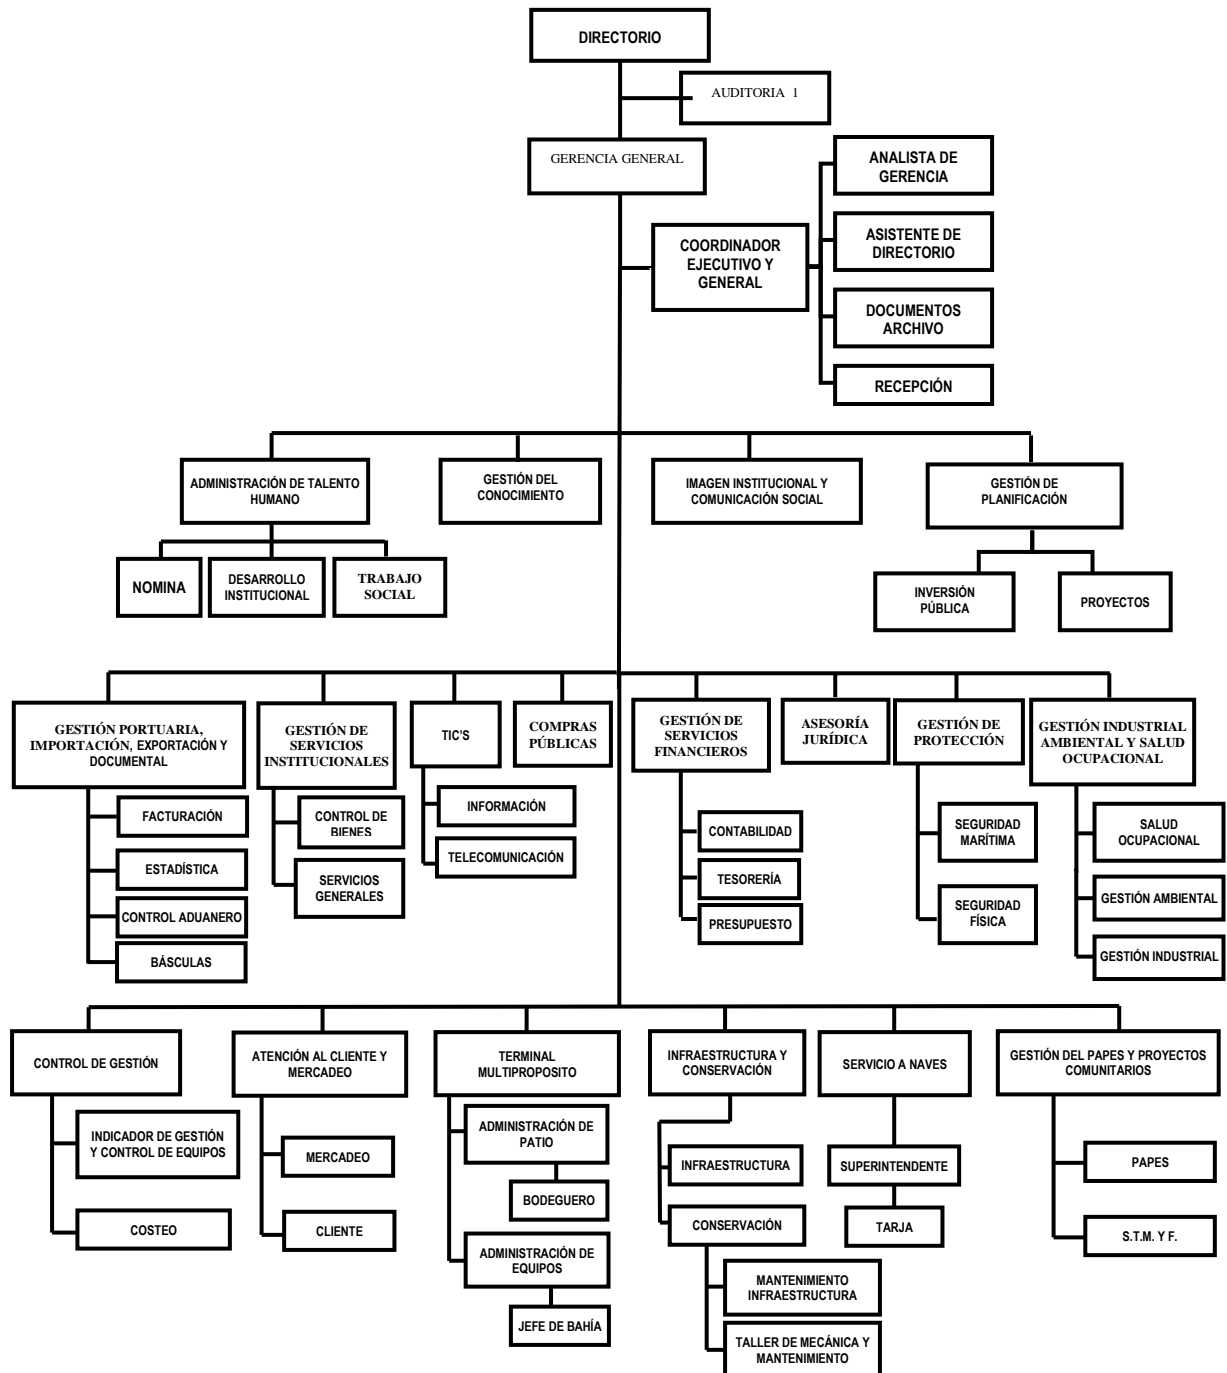 DIRECTORIO
AUDITORIA 1
GERENCIA GENERAL
ANALISTA DE
GERENCIA
COORDINADOR
EJECUTIVO Y
GENERAL
ASISTENTE DE
DIRECTORIO
DOCUMENTOS
ARCHIVO
RECEPCIÓN
ADMINISTRACIÓN DE TALENTO
HUMANO
GESTIÓN DEL
CONOCIMIENTO
IMAGEN INSTITUCIONAL Y
COMUNICACIÓN SOCIAL
GESTIÓN DE
PLANIFICACIÓN
NOMINA
DESARROLLO
INSTITUCIONAL
TRABAJO
SOCIAL
INVERSIÓN
PÚBLICA
PROYECTOS
GESTIÓN PORTUARIA,
IMPORTACIÓN, EXPORTACIÓN Y
DOCUMENTAL
GESTIÓN DE
SERVICIOS
INSTITUCIONALES
TIC'S
COMPRAS
PÚBLICAS
GESTIÓN DE
SERVICIOS
FINANCIEROS
ASESORÍA
JURÍDICA
GESTIÓN DE
PROTECCIÓN
GESTIÓN INDUSTRIAL
AMBIENTAL Y SALUD
OCUPACIONAL
FACTURACIÓN
ESTADÍSTICA
CONTROL ADUANERO
BÁSCULAS
CONTROL DE
BIENES
SERVICIOS
GENERALES
INFORMACIÓN
TELECOMUNICACIÓN
CONTABILIDAD
TESORERÍA
PRESUPUESTO
SEGURIDAD
MARÍTIMA
SEGURIDAD
FÍSICA
SALUD
OCUPACIONAL
GESTIÓN AMBIENTAL
GESTIÓN INDUSTRIAL
CONTROL DE GESTIÓN
ATENCIÓN AL CLIENTE Y
MERCADEO
TERMINAL
MULTIPROPOSITO
INFRAESTRUCTURA Y
CONSERVACIÓN
SERVICIO A NAVES
GESTIÓN DEL PAPES Y PROYECTOS
COMUNITARIOS
INDICADOR DE GESTIÓN
Y CONTROL DE EQUIPOS
COSTEO
MERCADEO
CLIENTE
ADMINISTRACIÓN DE
PATIO
BODEGUERO
ADMINISTRACIÓN DE
EQUIPOS
JEFE DE BAHÍA
INFRAESTRUCTURA
CONSERVACIÓN
MANTENIMIENTO
INFRAESTRUCTURA
TALLER DE MECÁNICA Y
MANTENIMIENTO
SUPERINTENDENTE
TARJA
PAPES
S.T.M. Y F.